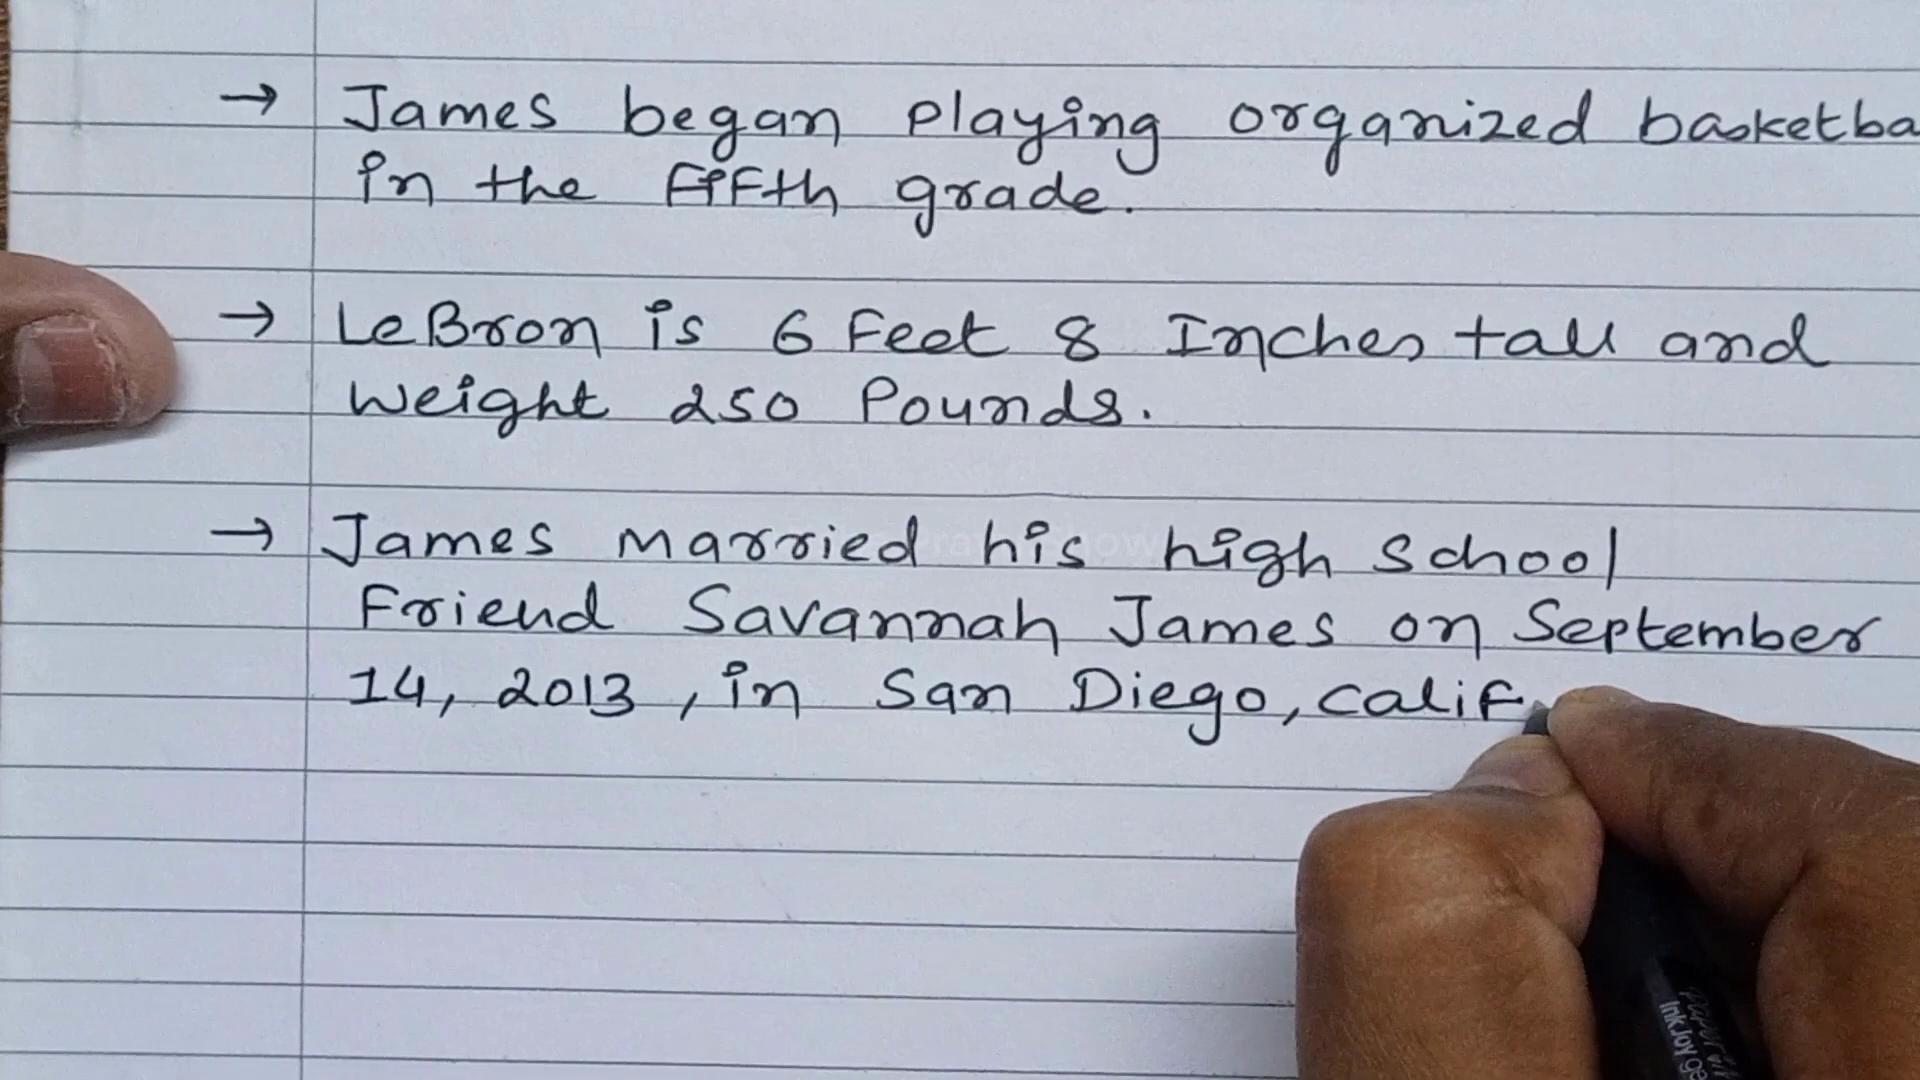 → James began playing organized basketba
in the fifth grade.
→ LeBron is 6 Feet 8 Inches tall and
weight 250 Pounds.
→ James married his high school
Friend Savannah James on September
14, 2013, in San Diego, Calif